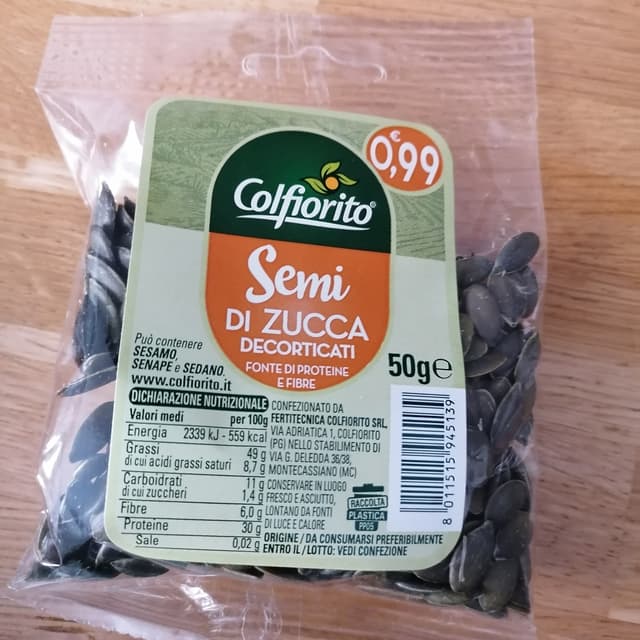 €
0,99
Colfiorito®
Semi
DI ZUCCA
DECORTICATI
FONTE DI PROTEINE
E FIBRE
50g℮
Può contenere
SESAMO,
SENAPE e SEDANO.
www.colfiorito.it
DICHIARAZIONE NUTRIZIONALE
Valori medi per 100g
Energia 2339 kJ - 559 kcal
Grassi 49 g
di cui acidi grassi saturi 8,7 g
Carboidrati 11 g
di cui zuccheri 1,4 g
Fibre 6,0 g
Proteine 30 g
Sale 0,02 g
CONFEZIONATO DA
FERTITECNICA COLFIORITO SRL,
VIA ADRIATICA 1, COLFIORITO
(PG) NELLO STABILIMENTO DI
VIA G. DELEDDA 36/38,
MONTECASSIANO (MC)
CONSERVARE IN LUOGO
FRESCO E ASCIUTTO,
LONTANO DA FONTI
DI LUCE E CALORE
RACCOLTA
PLASTICA
PP05
ORIGINE / DA CONSUMARSI PREFERIBILMENTE
ENTRO IL / LOTTO: VEDI CONFEZIONE
8 011515 945139